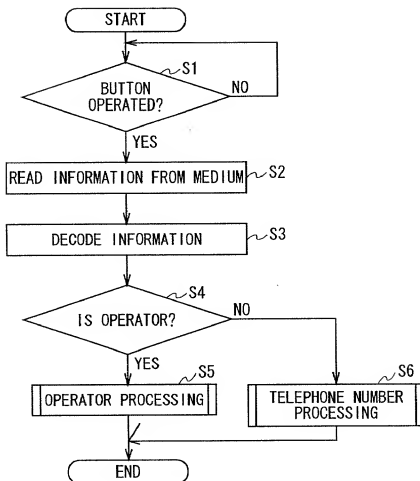 START
S1
BUTTON
OPERATED?
NO
YES
READ INFORMATION FROM MEDIUM
S2
DECODE INFORMATION
S3
S4
IS OPERATOR?
NO
YES
S5
OPERATOR PROCESSING
S6
TELEPHONE NUMBER
PROCESSING
END